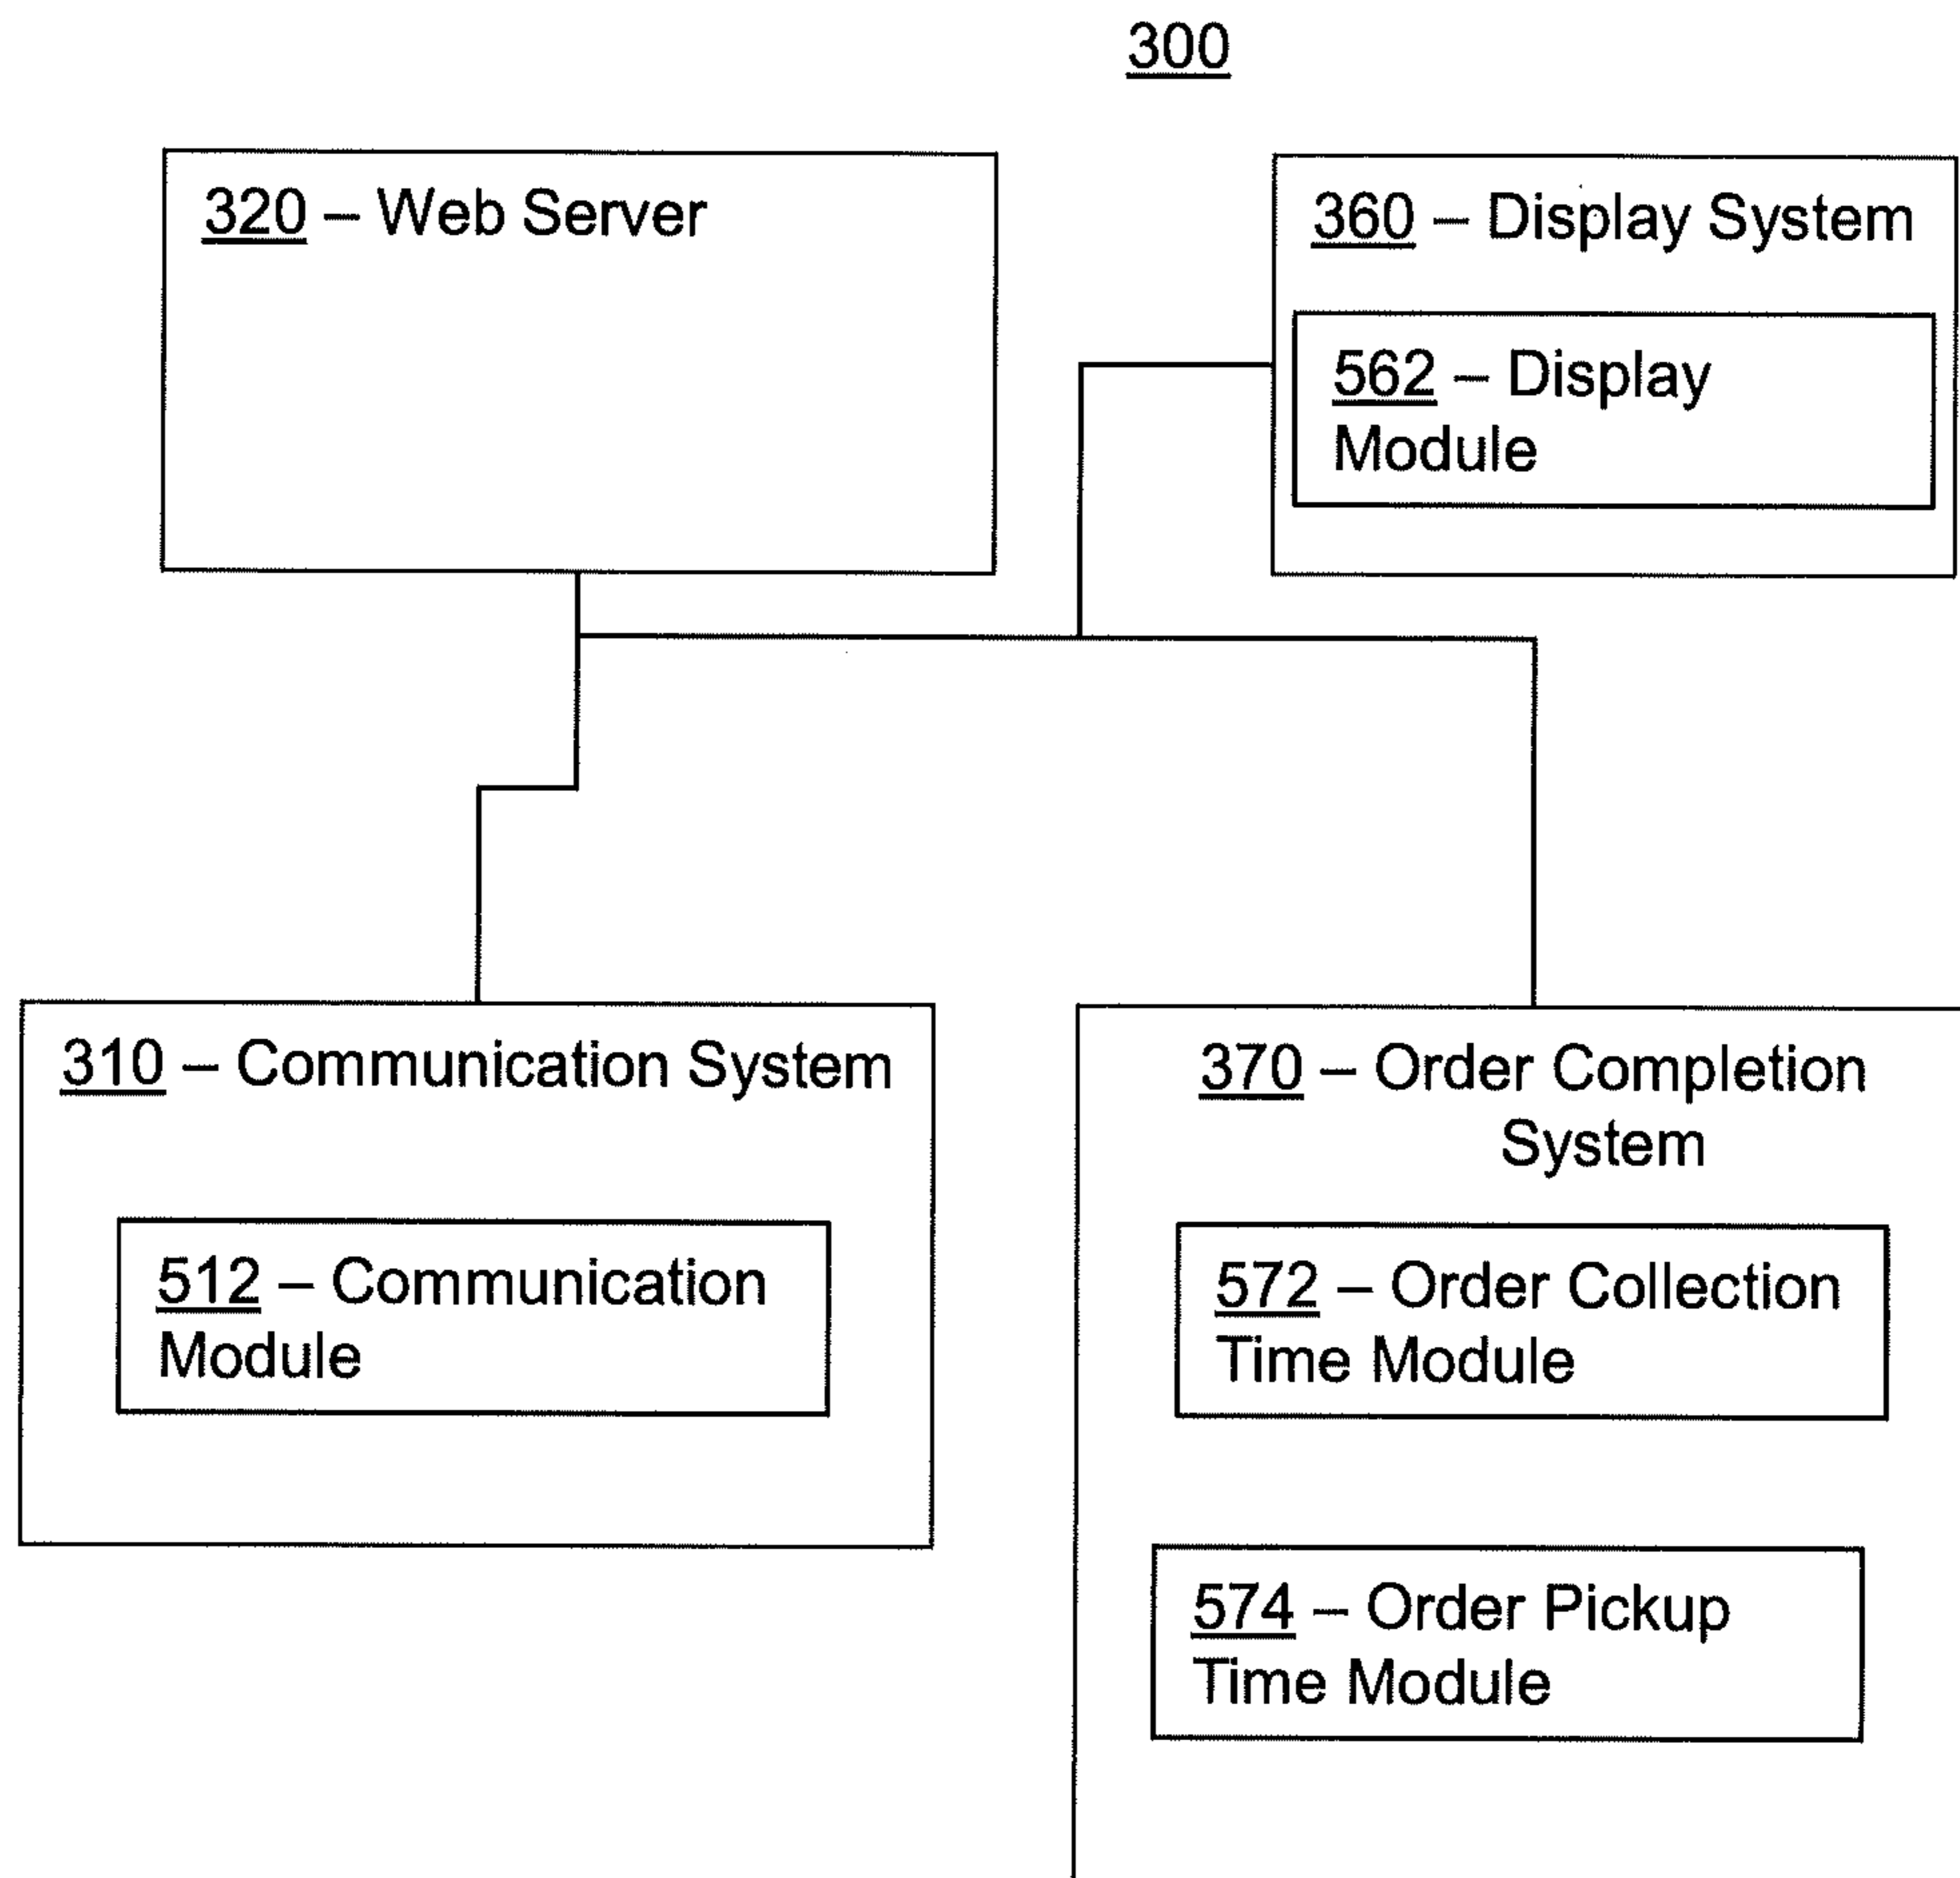 300
320 – Web Server
360 – Display System
562 – Display
Module
310 – Communication System
512 – Communication
Module
370 – Order Completion
System
572 – Order Collection
Time Module
574 – Order Pickup
Time Module